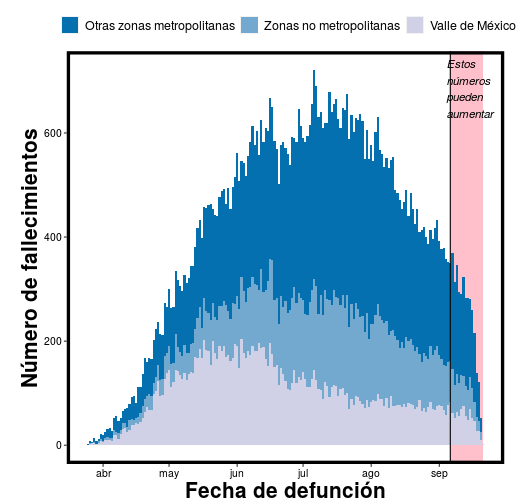 Otras zonas metropolitanas Zonas no metropolitanas Valle de México
Estos
números
pueden
aumentar
Número de fallecimientos
600
400
200
0
abr may jun jul ago sep
Fecha de defunción